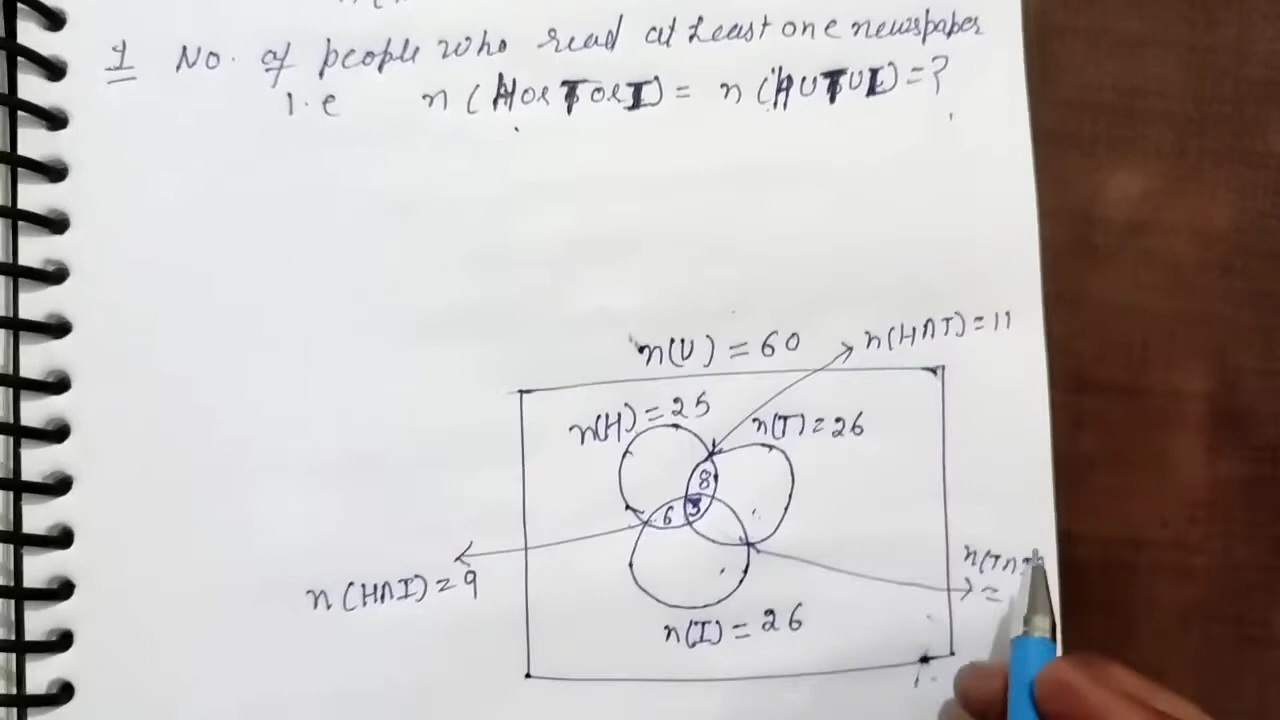 1 No. of people who read at least one newspaper
i.e n(H or T or I) = n(HUTUI) = ?
n(U) = 60
n(H∩T) = 11
n(H) = 25
n(T) = 26
8
6
3
n(T∩
=
n(H∩I) = 9
n(I) = 26